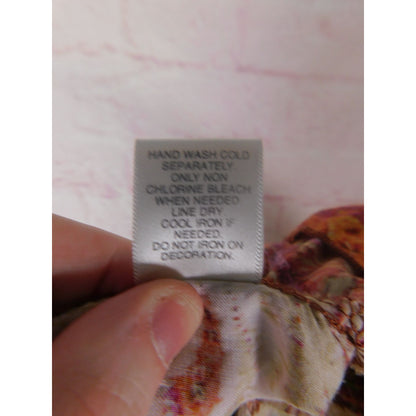 HAND WASH COLD
SEPARATELY.
ONLY NON
CHLORINE BLEACH
WHEN NEEDED
LINE DRY
COOL IRON IF
NEEDED.
DO NOT IRON ON
DECORATION.